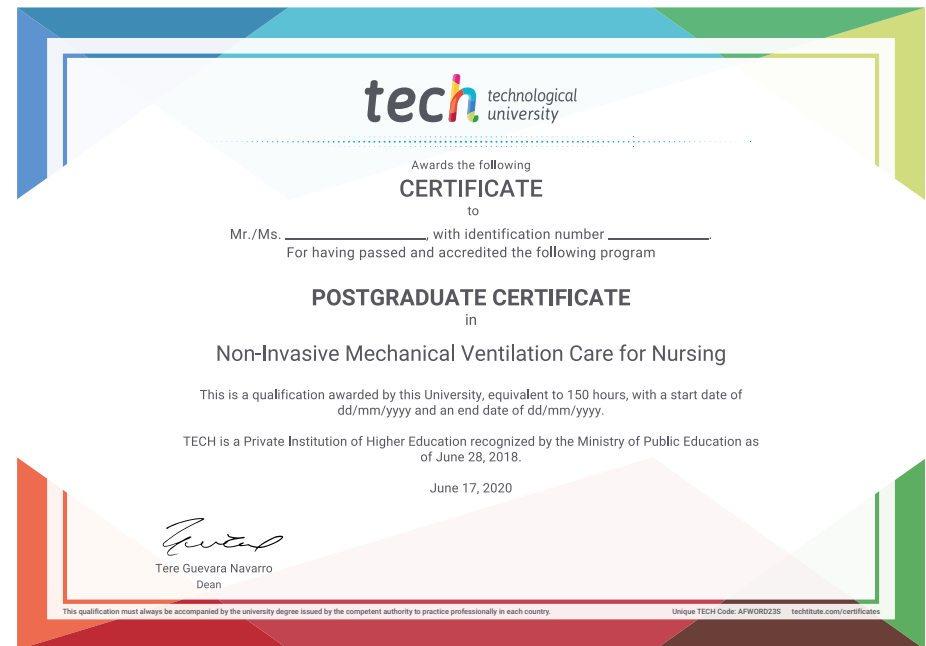 tech technological
university
Awards the following
CERTIFICATE
to
Mr./Ms. ____________________, with identification number ______________.
For having passed and accredited the following program
POSTGRADUATE CERTIFICATE
in
Non-Invasive Mechanical Ventilation Care for Nursing
This is a qualification awarded by this University, equivalent to 150 hours, with a start date of
dd/mm/yyyy and an end date of dd/mm/yyyy.
TECH is a Private Institution of Higher Education recognized by the Ministry of Public Education as
of June 28, 2018.
June 17, 2020
Tere Guevara Navarro
Dean
This qualification must always be accompanied by the university degree issued by the competent authority to practice professionally in each country. Unique TECH Code: AFWORD23S techtitute.com/certificates